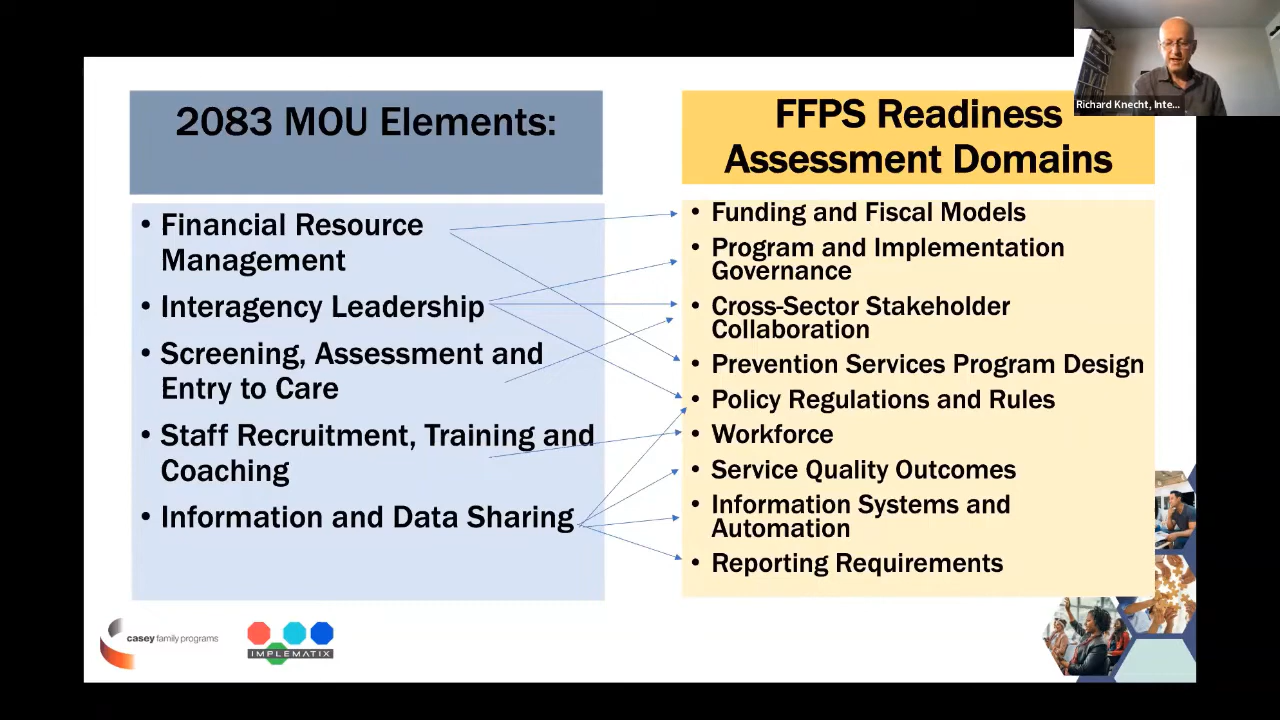 2083 MOU Elements:
• Financial Resource
Management
• Interagency Leadership
• Screening, Assessment and
Entry to Care
• Staff Recruitment, Training and
Coaching
• Information and Data Sharing
FFPS Readiness
Assessment Domains
• Funding and Fiscal Models
• Program and Implementation
Governance
• Cross-Sector Stakeholder
Collaboration
• Prevention Services Program Design
• Policy Regulations and Rules
• Workforce
• Service Quality Outcomes
• Information Systems and
Automation
• Reporting Requirements
Richard Knecht, Inte...
casey family programs
IMPLEMATIX